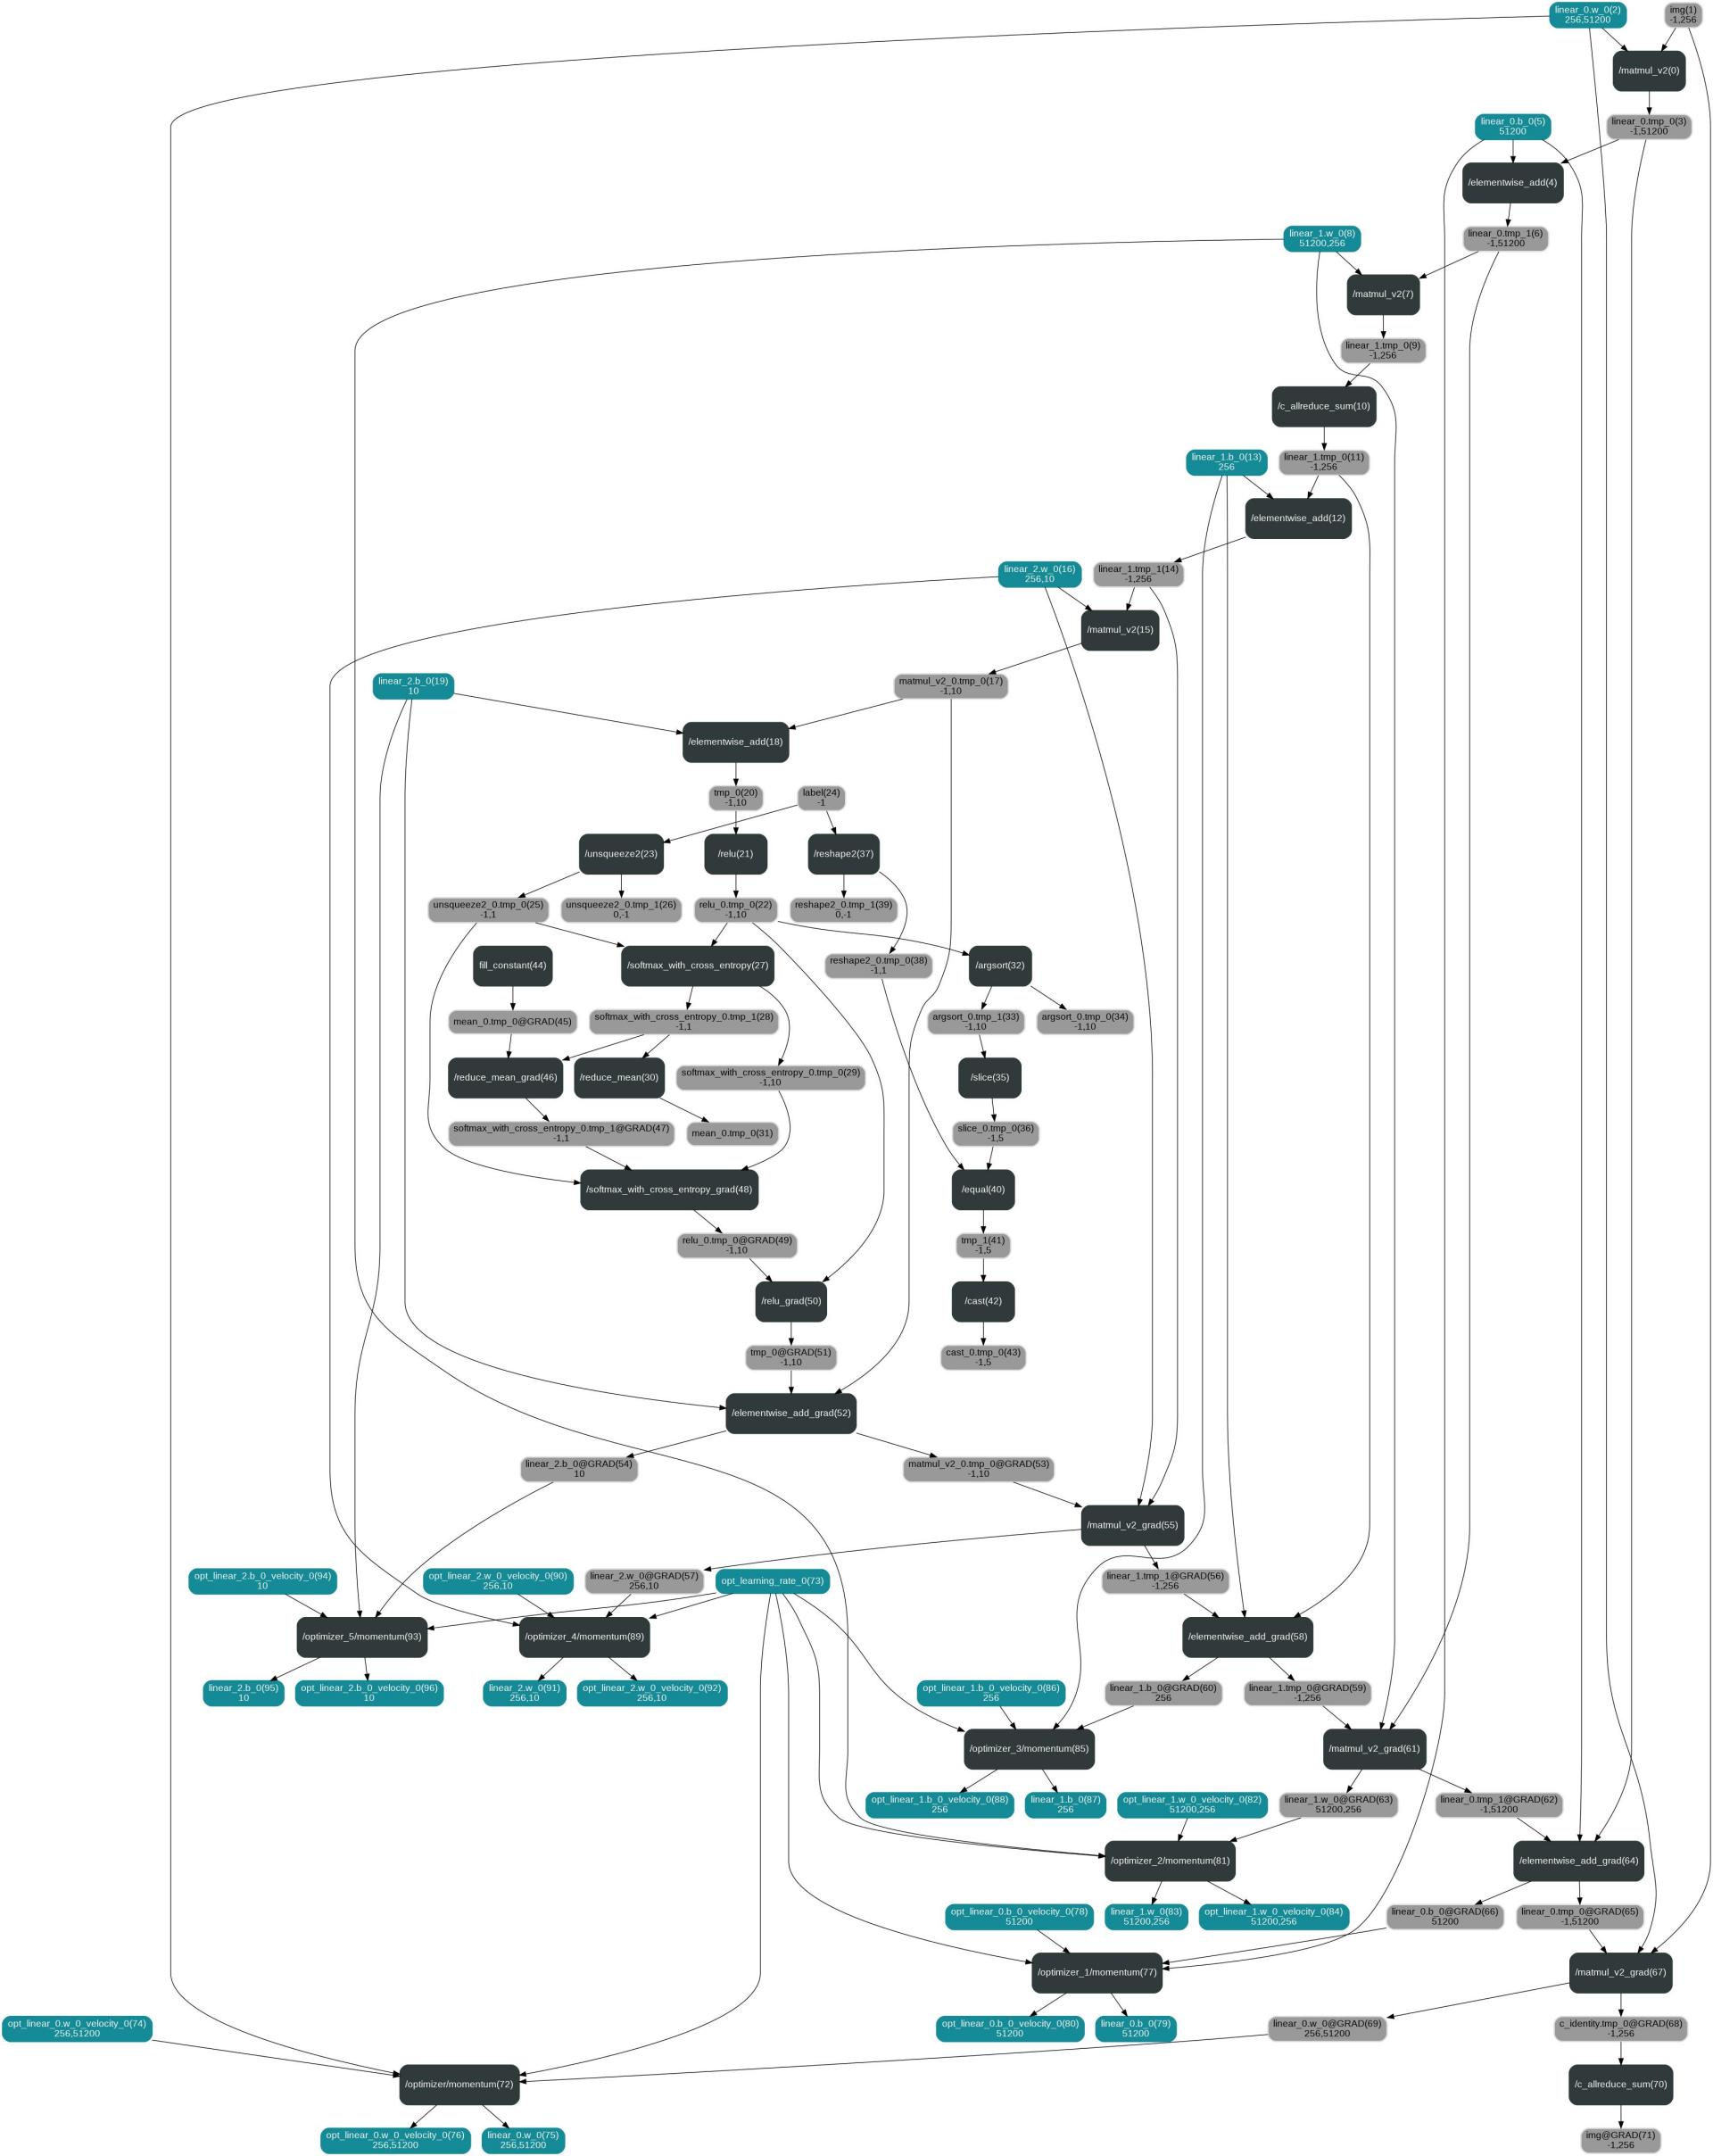 linear_0.w_0(2)
256,51200
img(1)
-1,256
/matmul_v2(0)
linear_0.b_0(5)
51200
linear_0.tmp_0(3)
-1,51200
/elementwise_add(4)
linear_1.w_0(8)
51200,256
linear_0.tmp_1(6)
-1,51200
/matmul_v2(7)
linear_1.tmp_0(9)
-1,256
/c_allreduce_sum(10)
linear_1.b_0(13)
256
linear_1.tmp_0(11)
-1,256
/elementwise_add(12)
linear_2.w_0(16)
256,10
linear_1.tmp_1(14)
-1,256
/matmul_v2(15)
linear_2.b_0(19)
10
matmul_v2_0.tmp_0(17)
-1,10
/elementwise_add(18)
tmp_0(20)
-1,10
label(24)
-1
/unsqueeze2(23)
/relu(21)
/reshape2(37)
unsqueeze2_0.tmp_0(25)
-1,1
unsqueeze2_0.tmp_1(26)
0,-1
relu_0.tmp_0(22)
-1,10
reshape2_0.tmp_1(39)
0,-1
fill_constant(44)
/softmax_with_cross_entropy(27)
reshape2_0.tmp_0(38)
-1,1
/argsort(32)
mean_0.tmp_0@GRAD(45)
softmax_with_cross_entropy_0.tmp_1(28)
-1,1
argsort_0.tmp_1(33)
-1,10
argsort_0.tmp_0(34)
-1,10
/reduce_mean_grad(46)
/reduce_mean(30)
softmax_with_cross_entropy_0.tmp_0(29)
-1,10
/slice(35)
softmax_with_cross_entropy_0.tmp_1@GRAD(47)
-1,1
mean_0.tmp_0(31)
slice_0.tmp_0(36)
-1,5
/softmax_with_cross_entropy_grad(48)
/equal(40)
relu_0.tmp_0@GRAD(49)
-1,10
tmp_1(41)
-1,5
/relu_grad(50)
/cast(42)
tmp_0@GRAD(51)
-1,10
cast_0.tmp_0(43)
-1,5
/elementwise_add_grad(52)
linear_2.b_0@GRAD(54)
10
matmul_v2_0.tmp_0@GRAD(53)
-1,10
/matmul_v2_grad(55)
opt_linear_2.b_0_velocity_0(94)
10
opt_linear_2.w_0_velocity_0(90)
256,10
linear_2.w_0@GRAD(57)
256,10
opt_learning_rate_0(73)
linear_1.tmp_1@GRAD(56)
-1,256
/optimizer_5/momentum(93)
/optimizer_4/momentum(89)
/elementwise_add_grad(58)
linear_2.b_0(95)
10
opt_linear_2.b_0_velocity_0(96)
10
linear_2.w_0(91)
256,10
opt_linear_2.w_0_velocity_0(92)
256,10
opt_linear_1.b_0_velocity_0(86)
256
linear_1.b_0@GRAD(60)
256
linear_1.tmp_0@GRAD(59)
-1,256
/optimizer_3/momentum(85)
/matmul_v2_grad(61)
opt_linear_1.b_0_velocity_0(88)
256
linear_1.b_0(87)
256
opt_linear_1.w_0_velocity_0(82)
51200,256
linear_1.w_0@GRAD(63)
51200,256
linear_0.tmp_1@GRAD(62)
-1,51200
/optimizer_2/momentum(81)
/elementwise_add_grad(64)
opt_linear_0.b_0_velocity_0(78)
51200
linear_1.w_0(83)
51200,256
opt_linear_1.w_0_velocity_0(84)
51200,256
linear_0.b_0@GRAD(66)
51200
linear_0.tmp_0@GRAD(65)
-1,51200
/optimizer_1/momentum(77)
/matmul_v2_grad(67)
opt_linear_0.w_0_velocity_0(74)
256,51200
opt_linear_0.b_0_velocity_0(80)
51200
linear_0.b_0(79)
51200
linear_0.w_0@GRAD(69)
256,51200
c_identity.tmp_0@GRAD(68)
-1,256
/optimizer/momentum(72)
/c_allreduce_sum(70)
opt_linear_0.w_0_velocity_0(76)
256,51200
linear_0.w_0(75)
256,51200
img@GRAD(71)
-1,256